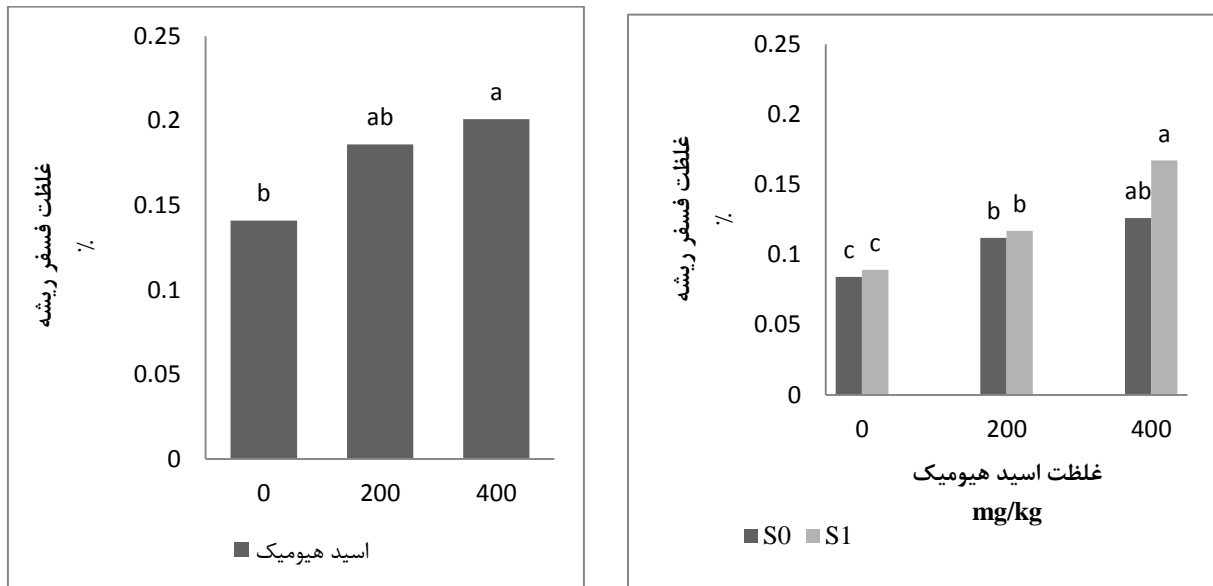 0.25
0.2
0.15
0.1
0.05
0
غلظت فسفر ریشه
٪
b
ab
a
0 200 400
اسید هیومیک
0.25
0.2
0.15
0.1
0.05
0
غلظت فسفر ریشه
٪
c c
b b
ab a
0 200 400
غلظت اسید هیومیک
mg/kg
S0 S1